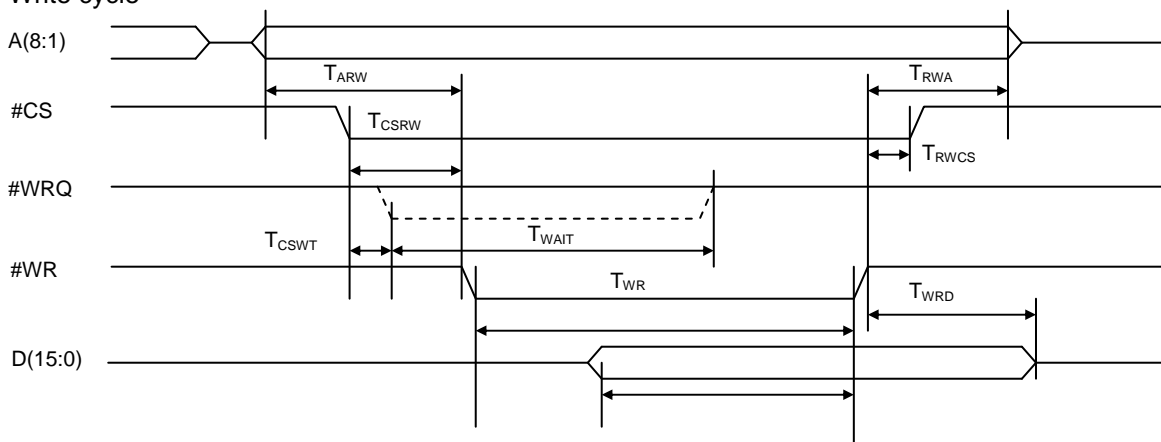 Write cycle
A(8:1)
TARW
TRWA
#CS
TCSRW
TRWCS
#WRQ
TCSWT
TWAIT
#WR
TWR
TWRD
D(15:0)